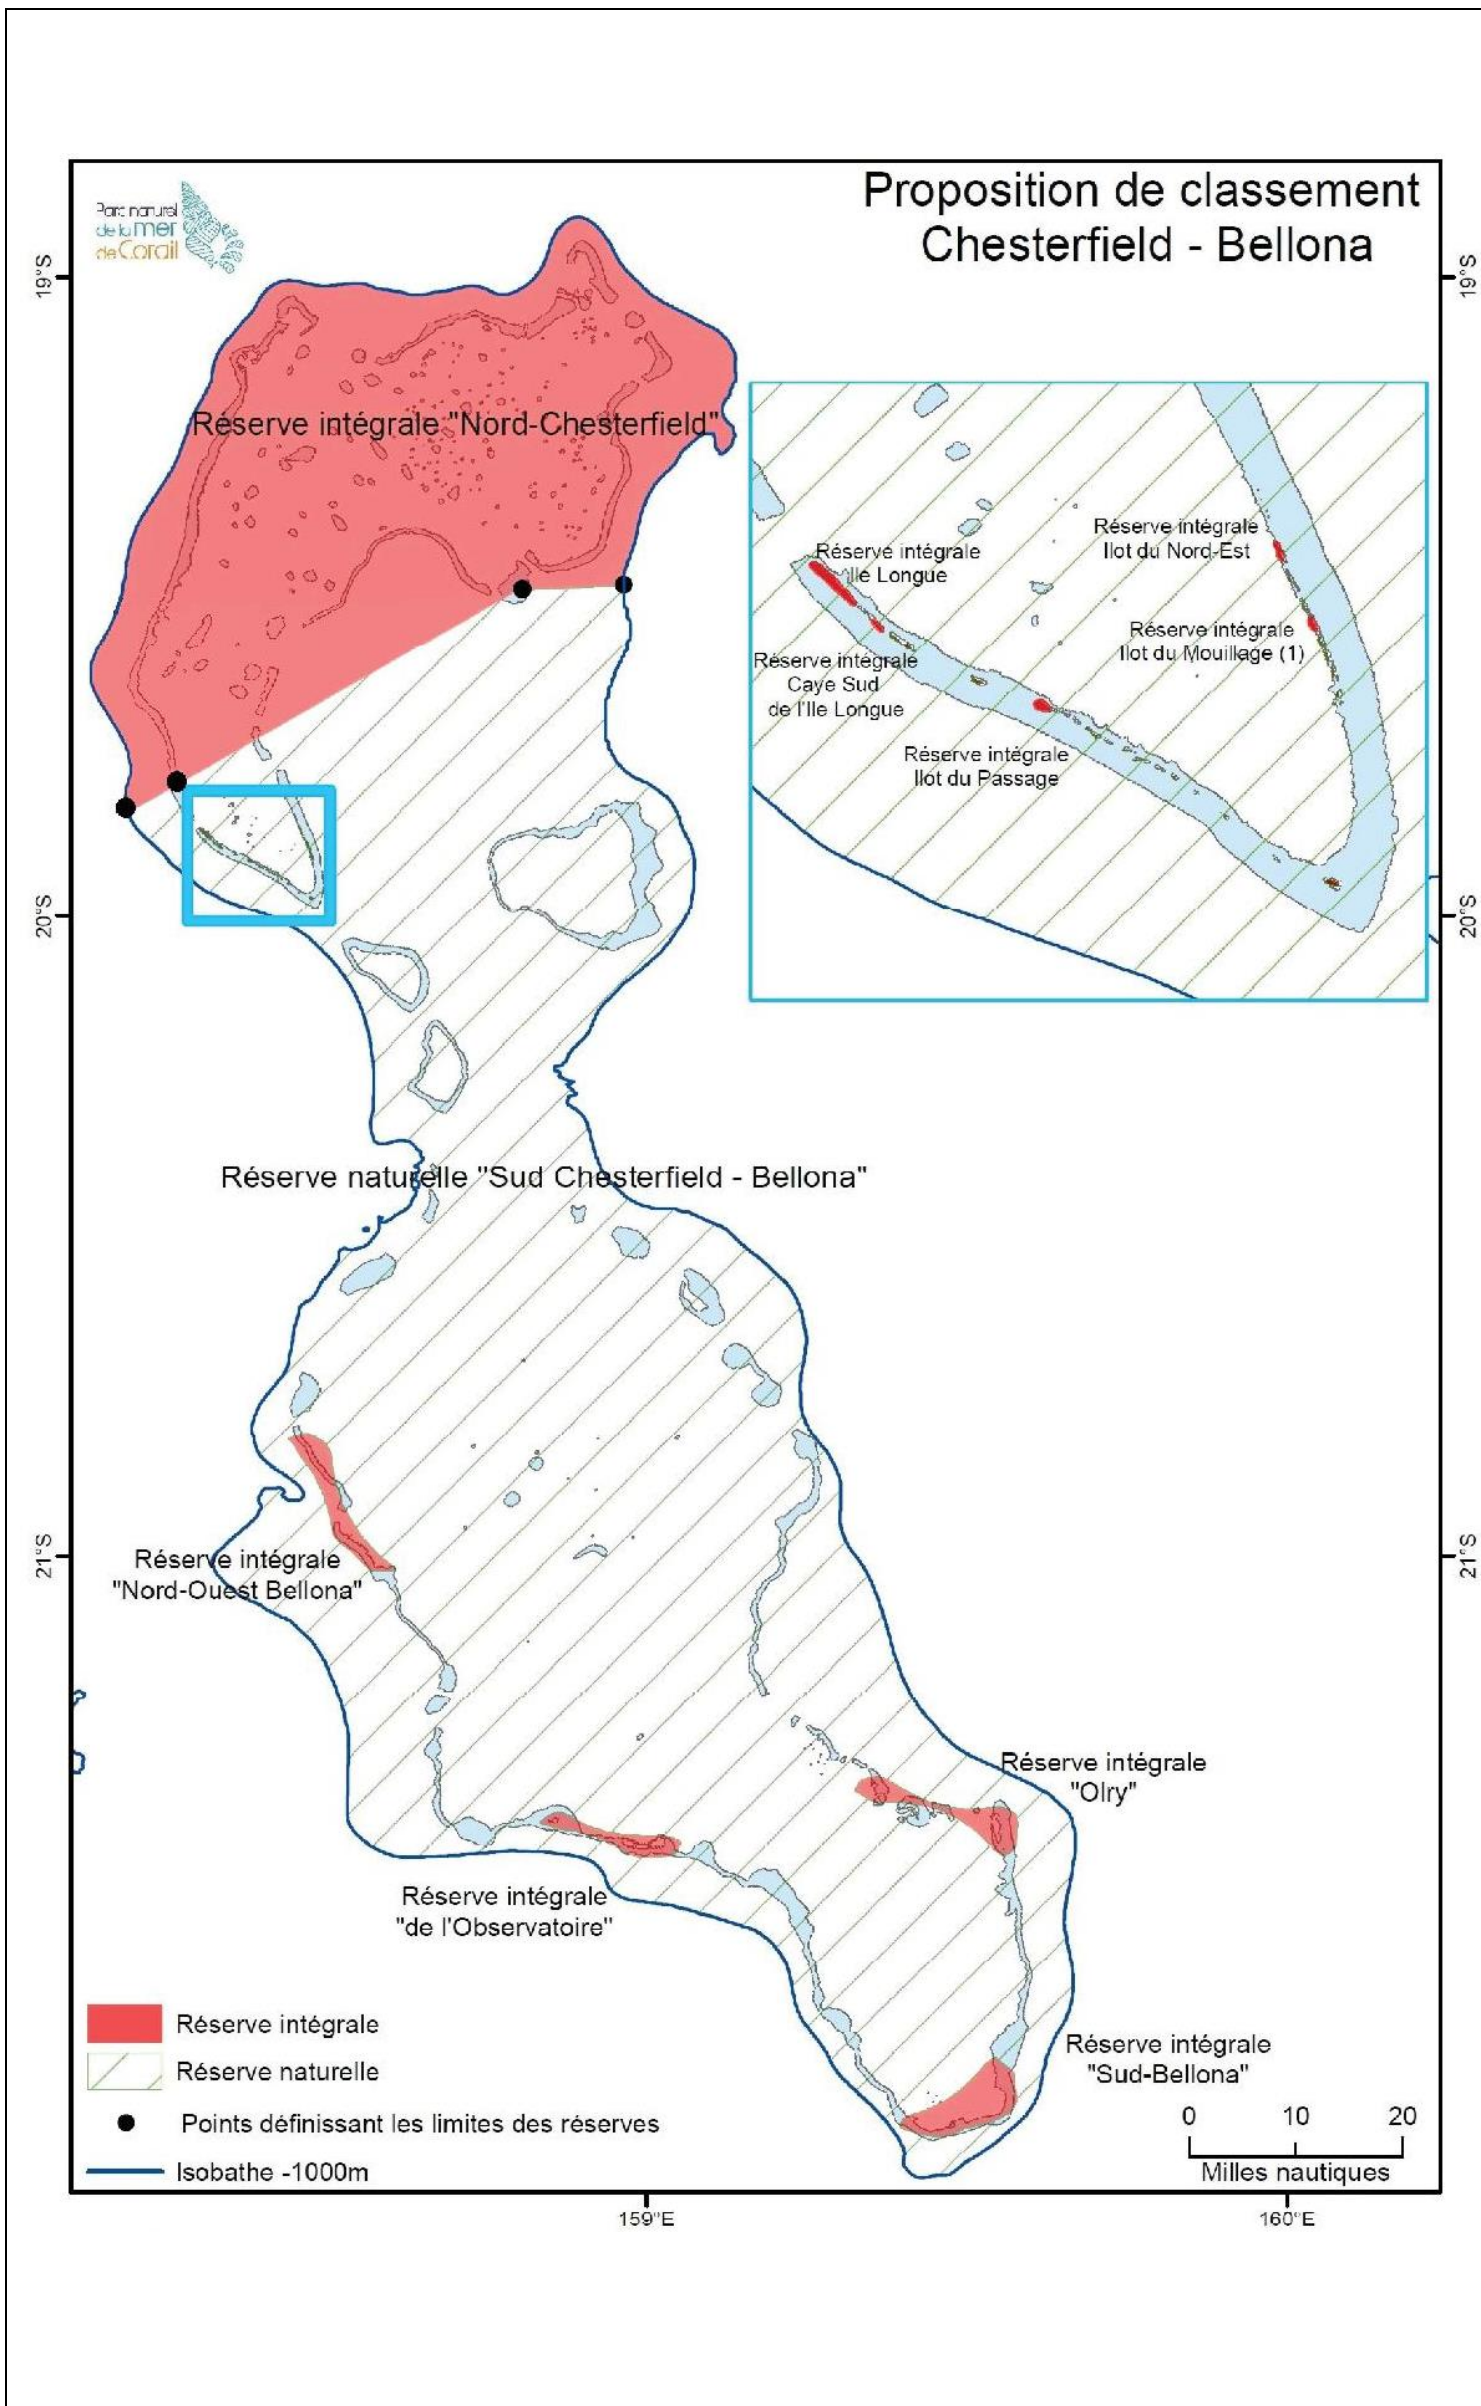 Proposition de classement
Chesterfield - Bellona
Parc naturel
de la mer
de Corail
19°S
19°S
Réserve intégrale "Nord-Chesterfield"
Réserve intégrale
Ilot du Nord-Est
Réserve intégrale
Ile Longue
Réserve intégrale
Ilot du Mouillage (1)
Réserve intégrale
Caye Sud
de l'Ile Longue
Réserve intégrale
Ilot du Passage
20°S
20°S
Réserve naturelle "Sud Chesterfield - Bellona"
21°S
21°S
Réserve intégrale
"Nord-Ouest Bellona"
Réserve intégrale
"Olry"
Réserve intégrale
"de l'Observatoire"
Réserve intégrale
"Sud-Bellona"
Réserve intégrale
Réserve naturelle
Points définissant les limites des réserves
Isobathe -1000m
0 10 20
Milles nautiques
159°E
160°E